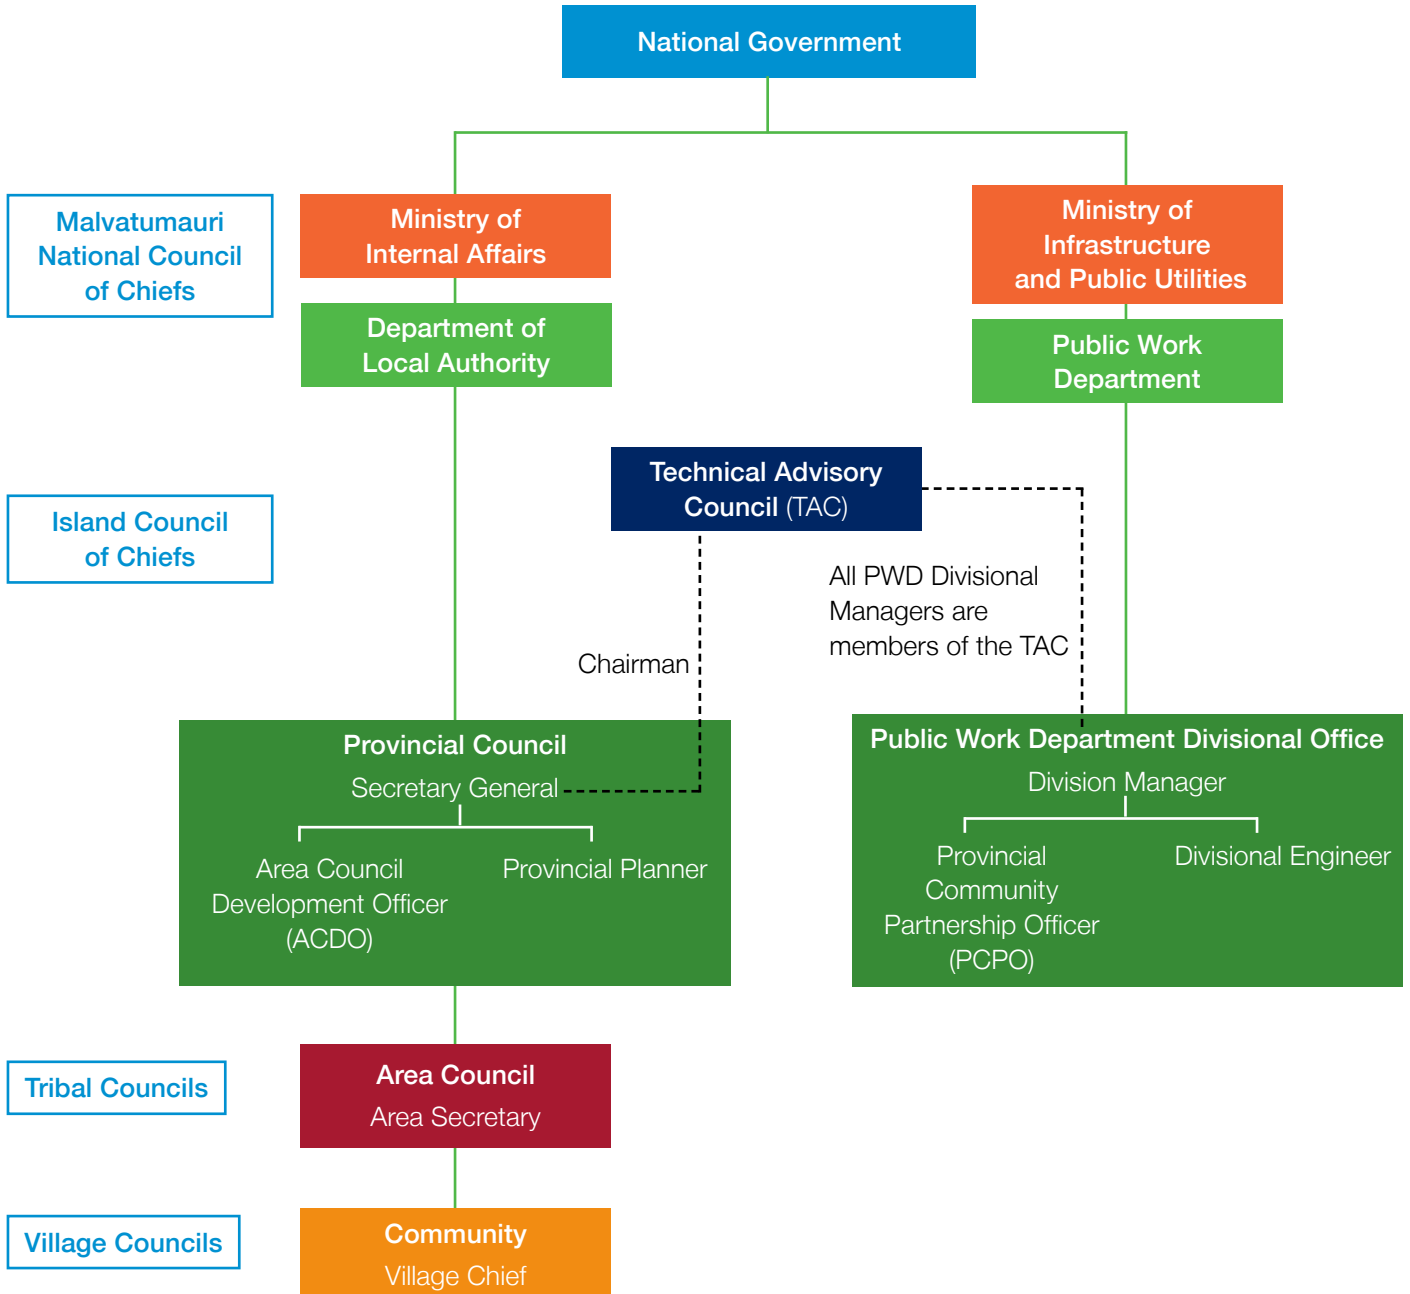 National Government
Malvatumauri
National Council
of Chiefs
Ministry of
Internal Affairs
Ministry of
Infrastructure
and Public Utilities
Department of
Local Authority
Public Work
Department
Technical Advisory
Council (TAC)
Island Council
of Chiefs
All PWD Divisional
Managers are
members of the TAC
Chairman
Provincial Council
Secretary General
Area Council
Development Officer
(ACDO)
Provincial Planner
Public Work Department Divisional Office
Division Manager
Provincial
Community
Partnership Officer
(PCPO)
Divisional Engineer
Tribal Councils
Area Council
Area Secretary
Village Councils
Community
Village Chief